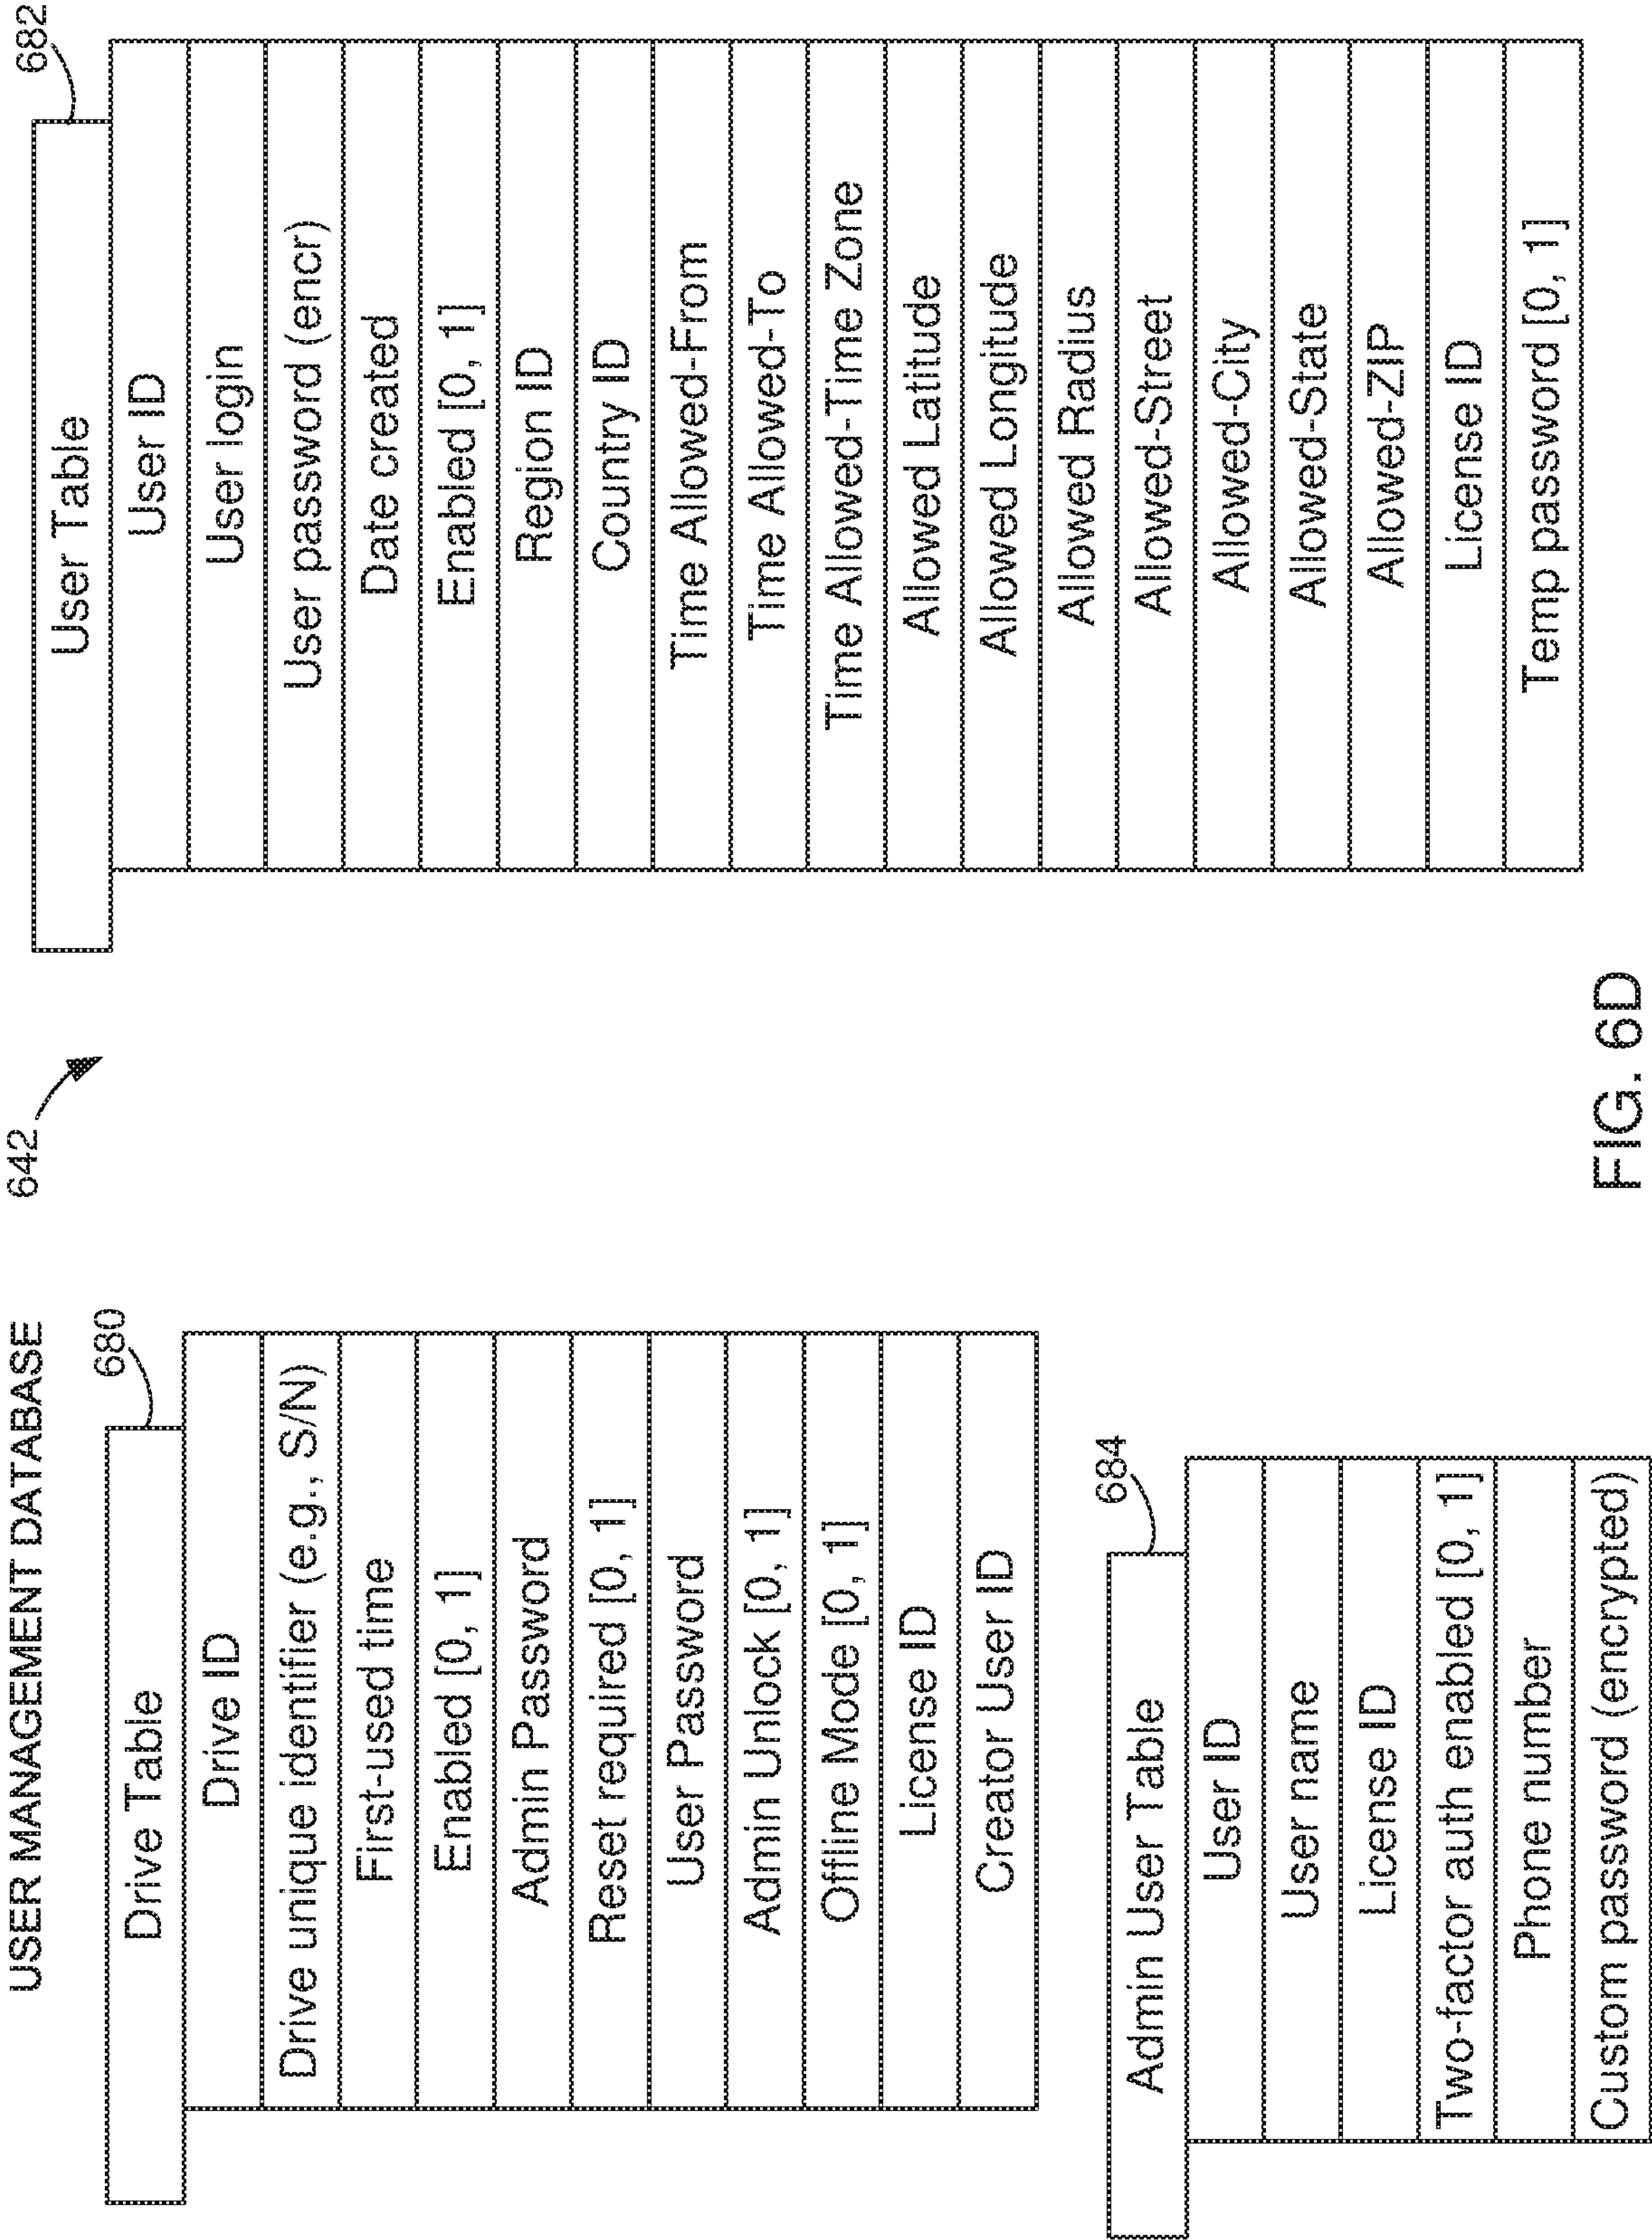 USER MANAGEMENT DATABASE
642
680
Drive Table
Drive ID
Drive unique identifier (e.g., S/N)
First-used time
Enabled [0, 1]
Admin Password
Reset required [0, 1]
User Password
Admin Unlock [0, 1]
Offline Mode [0, 1]
License ID
Creator User ID
684
Admin User Table
User ID
User name
License ID
Two-factor auth enabled [0, 1]
Phone number
Custom password (encrypted)
682
User Table
User ID
User login
User password (encr)
Date created
Enabled [0, 1]
Region ID
Country ID
Time Allowed-From
Time Allowed-To
Time Allowed-Time Zone
Allowed Latitude
Allowed Longitude
Allowed Radius
Allowed-Street
Allowed-City
Allowed-State
Allowed-ZIP
License ID
Temp password [0, 1]
FIG. 6D